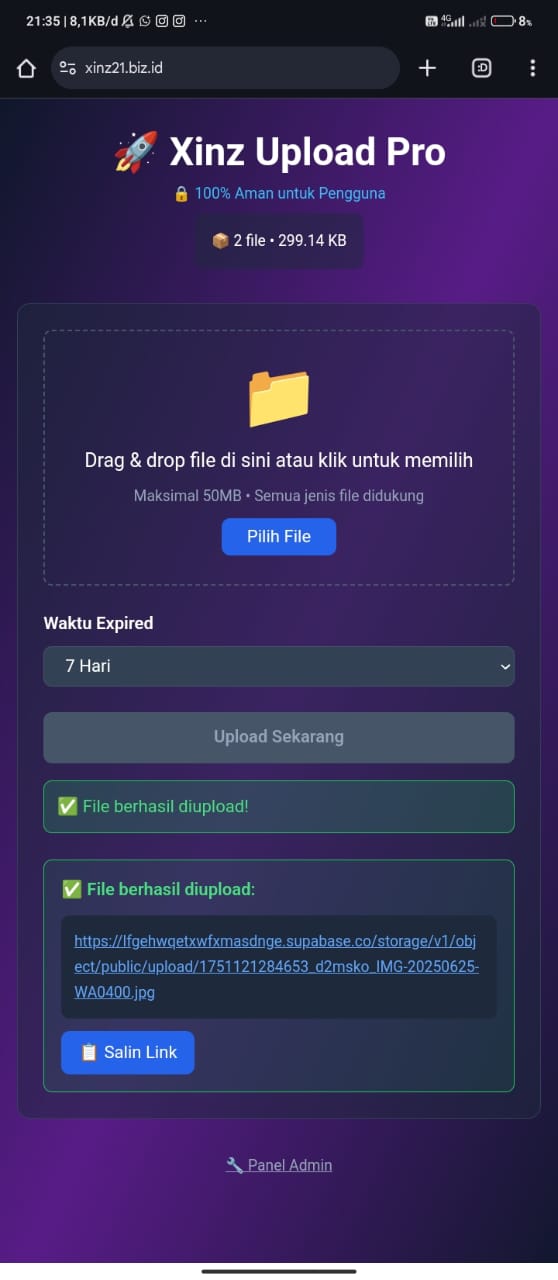 21:35 | 8,1KB/d
4G
8%
xinz21.biz.id
:D
🚀 Xinz Upload Pro
🔒 100% Aman untuk Pengguna
📦 2 file • 299.14 KB
Drag & drop file di sini atau klik untuk memilih
Maksimal 50MB • Semua jenis file didukung
Pilih File
Waktu Expired
7 Hari
Upload Sekarang
✅ File berhasil diupload!
✅ File berhasil diupload:
https://lfgehwqetxwfxmasdnge.supabase.co/storage/v1/obj
ect/public/upload/1751121284653_d2msko_IMG-20250625-
WA0400.jpg
📋 Salin Link
🔧 Panel Admin